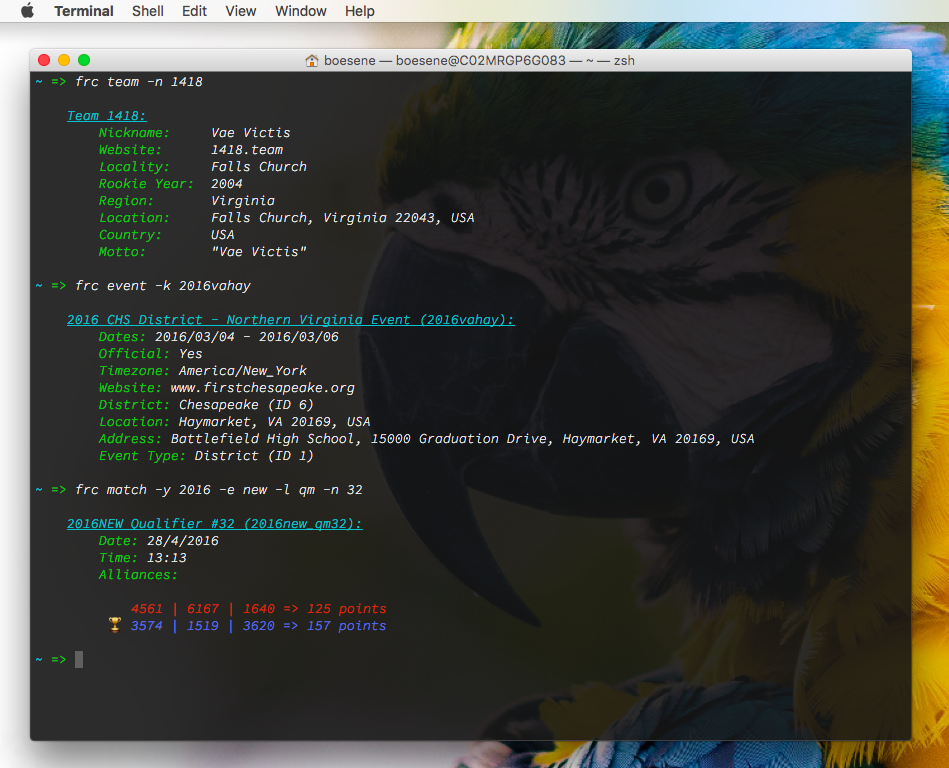 Terminal Shell Edit View Window Help
boesene — boesene@C02MRGP6G083 — ~ — zsh
~ => frc team -n 1418
Team 1418:
Nickname: Vae Victis
Website: 1418.team
Locality: Falls Church
Rookie Year: 2004
Region: Virginia
Location: Falls Church, Virginia 22043, USA
Country: USA
Motto: "Vae Victis"
~ => frc event -k 2016vahay
2016 CHS District - Northern Virginia Event (2016vahay):
Dates: 2016/03/04 - 2016/03/06
Official: Yes
Timezone: America/New_York
Website: www.firstchesapeake.org
District: Chesapeake (ID 6)
Location: Haymarket, VA 20169, USA
Address: Battlefield High School, 15000 Graduation Drive, Haymarket, VA 20169, USA
Event Type: District (ID 1)
~ => frc match -y 2016 -e new -l qm -n 32
2016NEW Qualifier #32 (2016new_qm32):
Date: 28/4/2016
Time: 13:13
Alliances:
4561 | 6167 | 1640 => 125 points
🏆 3574 | 1519 | 3620 => 157 points
~ =>